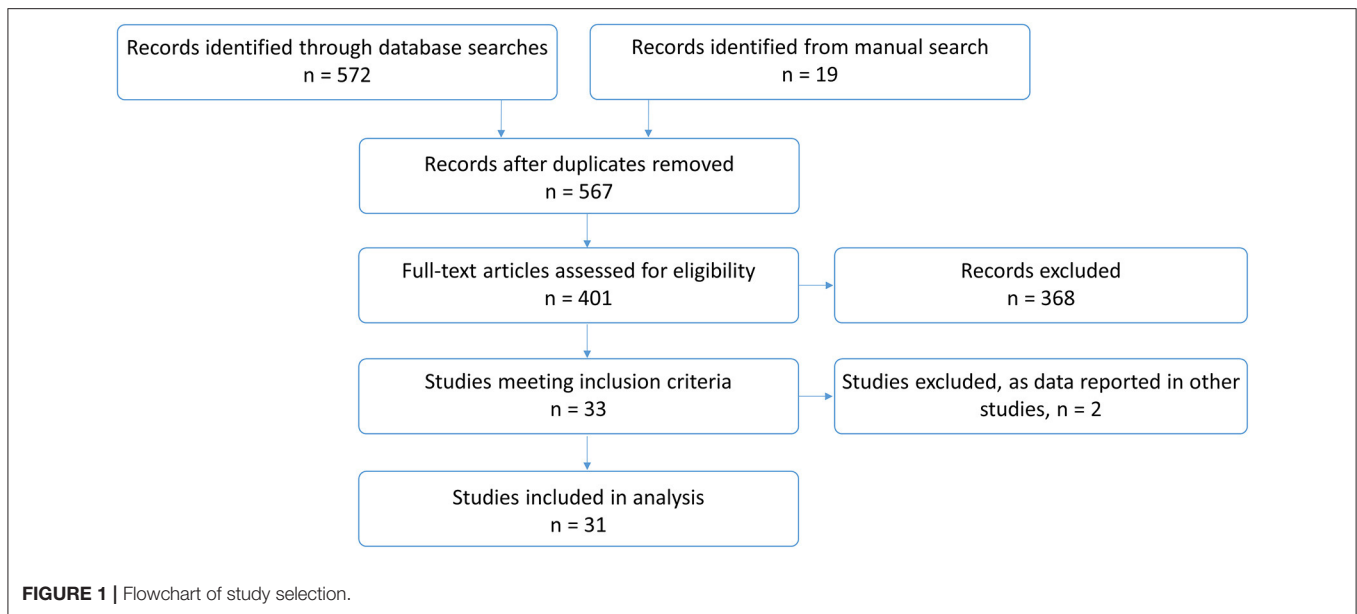 Records identified through database searches
n = 572
Records identified from manual search
n = 19
Records after duplicates removed
n = 567
Full-text articles assessed for eligibility
n = 401
Records excluded
n = 368
Studies meeting inclusion criteria
n = 33
Studies excluded, as data reported in other
studies, n = 2
Studies included in analysis
n = 31
FIGURE 1 | Flowchart of study selection.